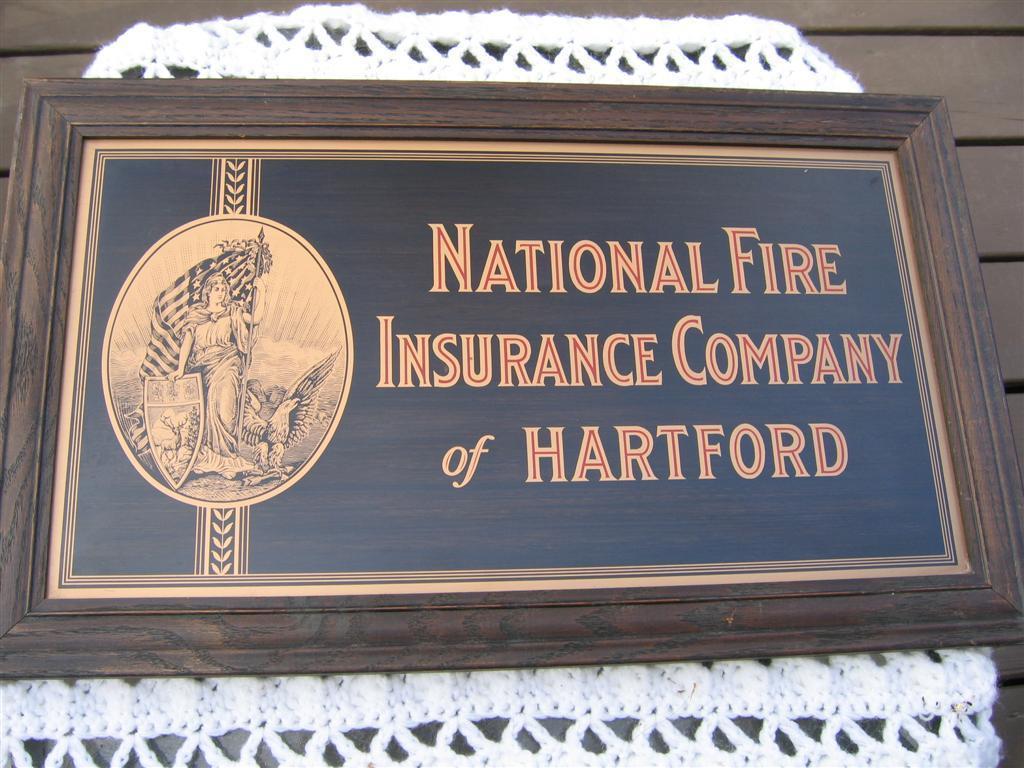 NATIONAL FIRE
INSURANCE COMPANY
of HARTFORD